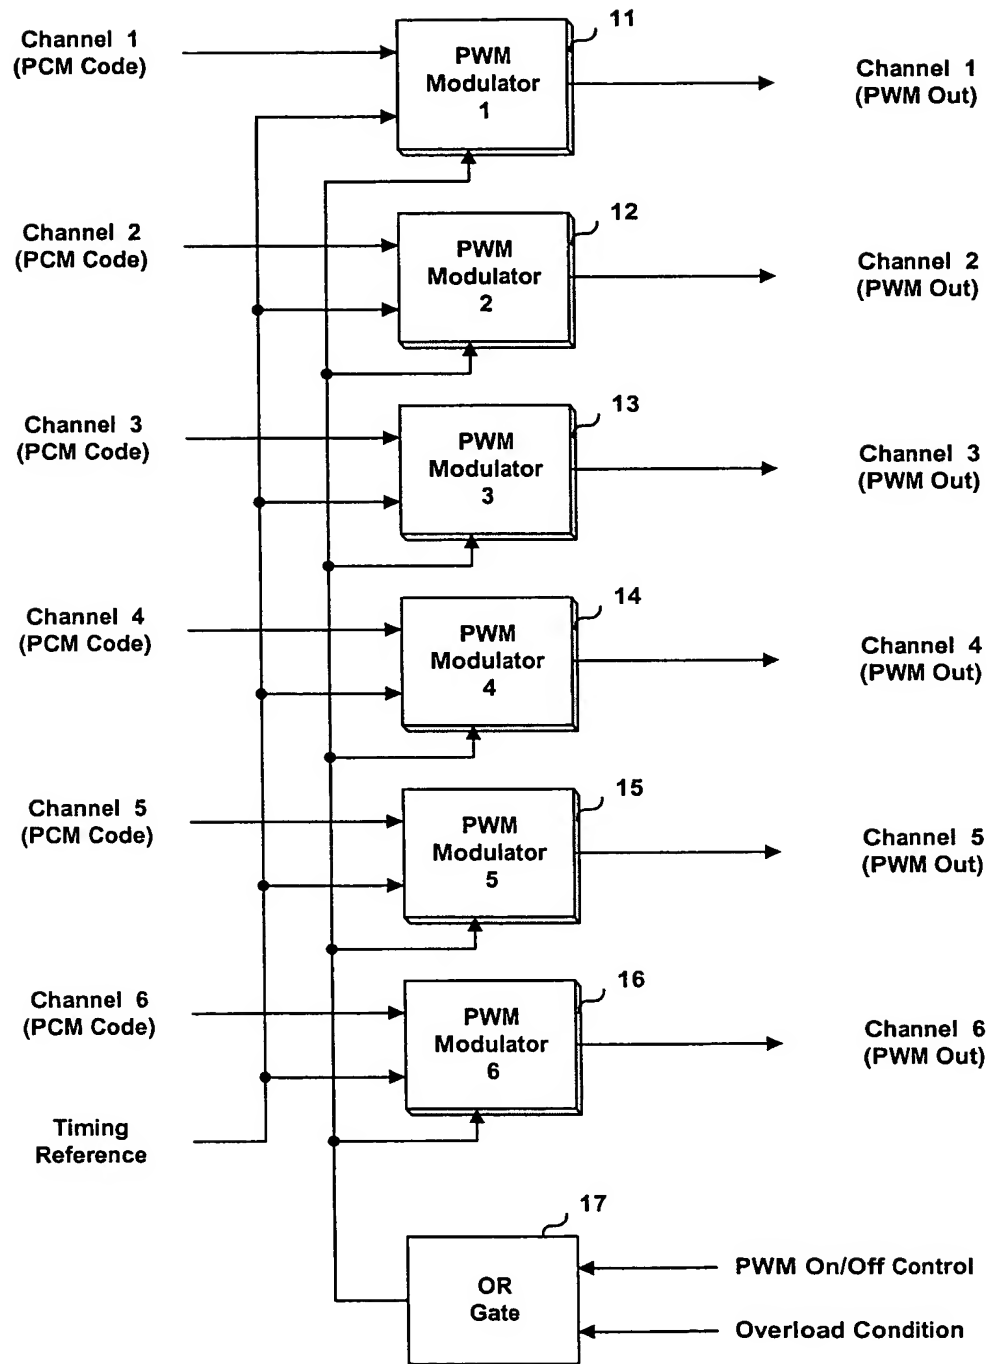 Channel 1
(PCM Code)
PWM
Modulator
1
11
Channel 1
(PWM Out)
Channel 2
(PCM Code)
PWM
Modulator
2
12
Channel 2
(PWM Out)
Channel 3
(PCM Code)
PWM
Modulator
3
13
Channel 3
(PWM Out)
Channel 4
(PCM Code)
PWM
Modulator
4
14
Channel 4
(PWM Out)
Channel 5
(PCM Code)
PWM
Modulator
5
15
Channel 5
(PWM Out)
Channel 6
(PCM Code)
PWM
Modulator
6
16
Channel 6
(PWM Out)
Timing
Reference
17
OR
Gate
PWM On/Off Control
Overload Condition